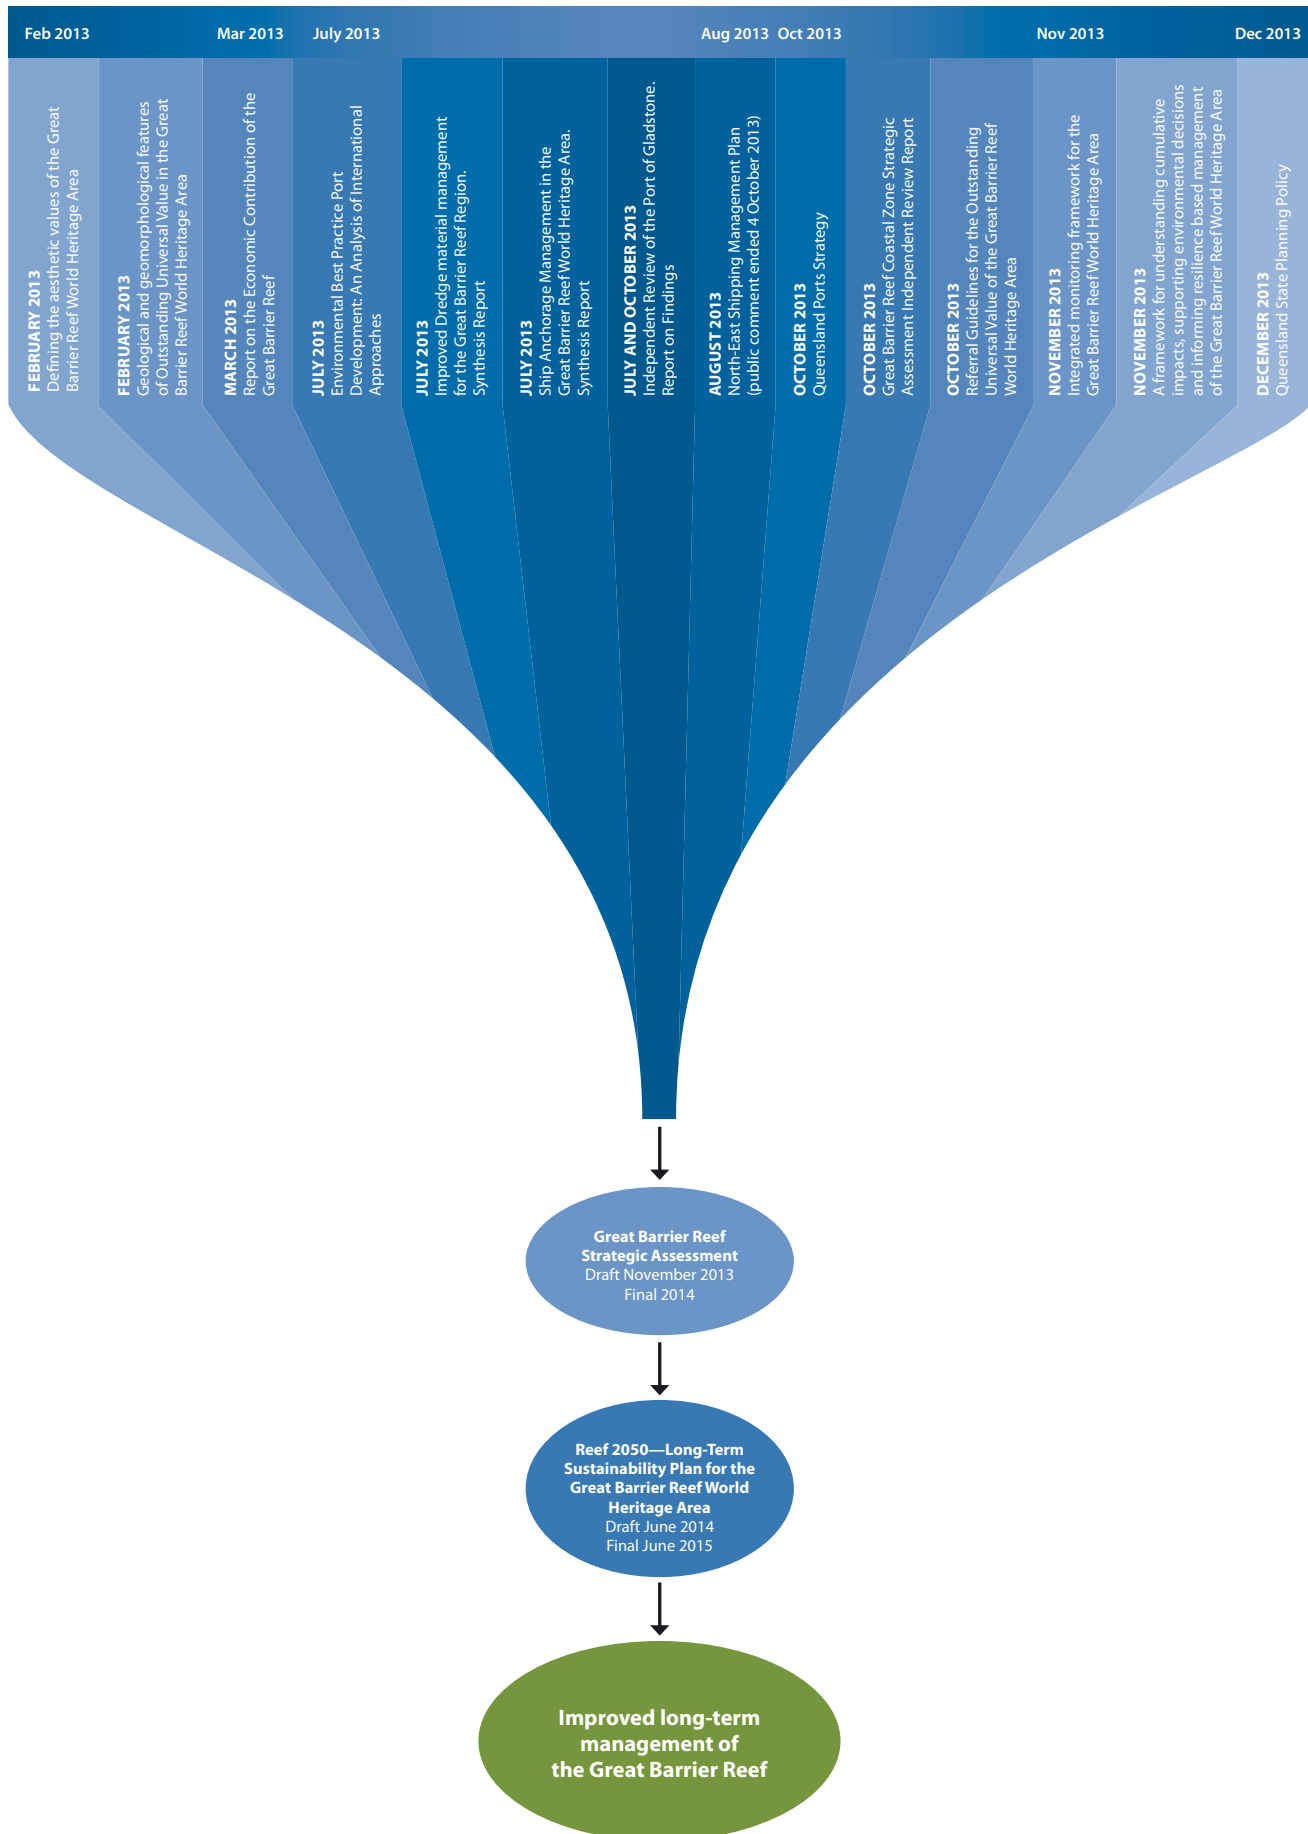 Feb 2013
Mar 2013
July 2013
Aug 2013
Oct 2013
Nov 2013
Dec 2013
FEBRUARY 2013
Defining the aesthetic values of the Great
Barrier Reef World Heritage Area
FEBRUARY 2013
Geological and geomorphological features
of Outstanding Universal Value in the Great
Barrier Reef World Heritage Area
MARCH 2013
Report on the Economic Contribution of the
Great Barrier Reef
JULY 2013
Environmental Best Practice Port
Development: An Analysis of International
Approaches
JULY 2013
Improved Dredge material management
for the Great Barrier Reef Region.
Synthesis Report
JULY 2013
Ship Anchorage Management in the
Great Barrier Reef World Heritage Area.
Synthesis Report
JULY AND OCTOBER 2013
Independent Review of the Port of Gladstone.
Report on Findings
AUGUST 2013
North-East Shipping Management Plan
(public comment ended 4 October 2013)
OCTOBER 2013
Queensland Ports Strategy
OCTOBER 2013
Great Barrier Reef Coastal Zone Strategic
Assessment Independent Review Report
OCTOBER 2013
Referral Guidelines for the Outstanding
Universal Value of the Great Barrier Reef
World Heritage Area
NOVEMBER 2013
Integrated monitoring framework for the
Great Barrier Reef World Heritage Area
NOVEMBER 2013
A framework for understanding cumulative
impacts, supporting environmental decisions
and informing resilience based management
of the Great Barrier Reef World Heritage Area
DECEMBER 2013
Queensland State Planning Policy
Great Barrier Reef
Strategic Assessment
Draft November 2013
Final 2014
Reef 2050—Long-Term
Sustainability Plan for the
Great Barrier Reef World
Heritage Area
Draft June 2014
Final June 2015
Improved long-term
management of
the Great Barrier Reef